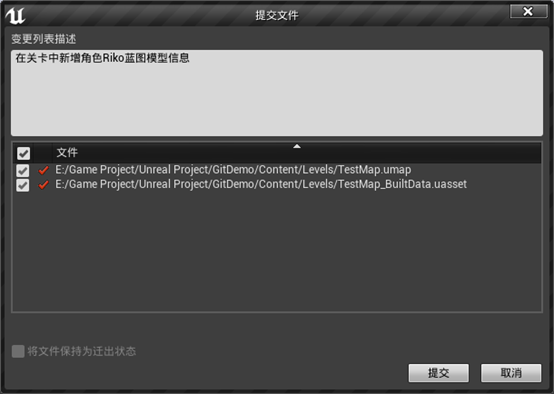 提交文件
变更列表描述
在关卡中新增角色Riko蓝图模型信息
文件
E:/Game Project/Unreal Project/GitDemo/Content/Levels/TestMap.umap
E:/Game Project/Unreal Project/GitDemo/Content/Levels/TestMap_BuiltData.uasset
将文件保持为迁出状态
提交 取消